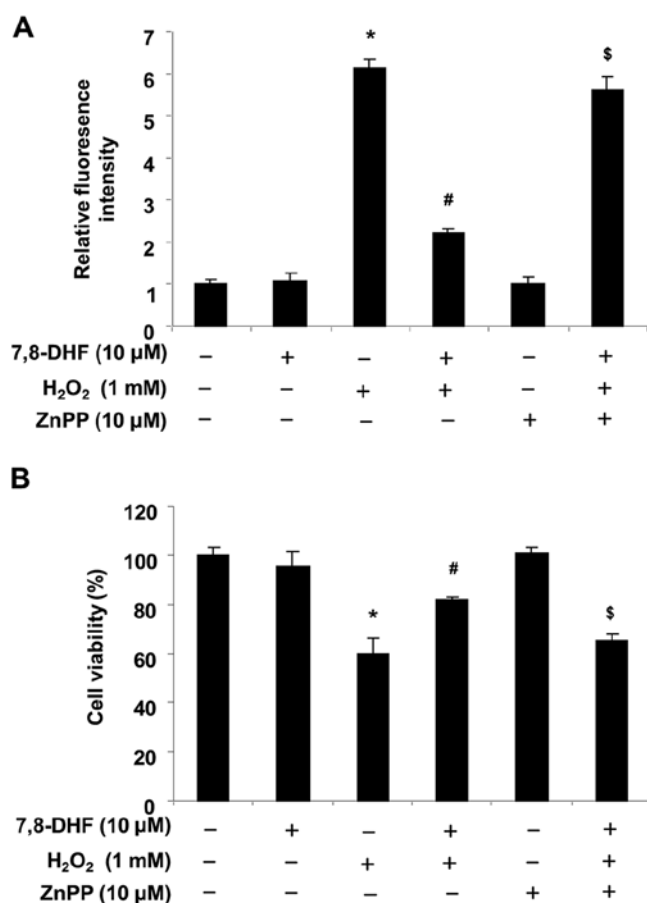 A
Relative fluoresence
intensity
7
6
5
4
3
2
1
0
*
#
$
7,8-DHF (10 µM) – + – + – +
H₂O₂ (1 mM) – – + + – +
ZnPP (10 µM) – – – – + +
B
Cell viability (%)
120
100
80
60
40
20
0
*
#
$
7,8-DHF (10 µM) – + – + – +
H₂O₂ (1 mM) – – + + – +
ZnPP (10 µM) – – – – + +